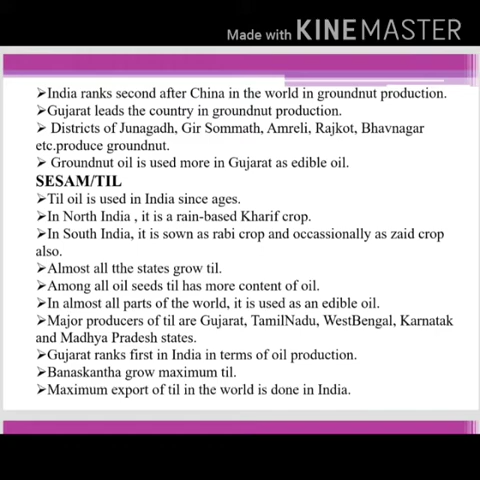 Made with KINEMASTER
➤India ranks second after China in the world in groundnut production.
➤Gujarat leads the country in groundnut production.
➤ Districts of Junagadh, Gir Sommath, Amreli, Rajkot, Bhavnagar
etc.produce groundnut.
➤ Groundnut oil is used more in Gujarat as edible oil.
SESAM/TIL
➤Til oil is used in India since ages.
➤In North India , it is a rain-based Kharif crop.
➤In South India, it is sown as rabi crop and occassionally as zaid crop
also.
➤Almost all tthe states grow til.
➤Among all oil seeds til has more content of oil.
➤In almost all parts of the world, it is used as an edible oil.
➤Major producers of til are Gujarat, TamilNadu, WestBengal, Karnatak
and Madhya Pradesh states.
➤Gujarat ranks first in India in terms of oil production.
➤Banaskantha grow maximum til.
➤Maximum export of til in the world is done in India.